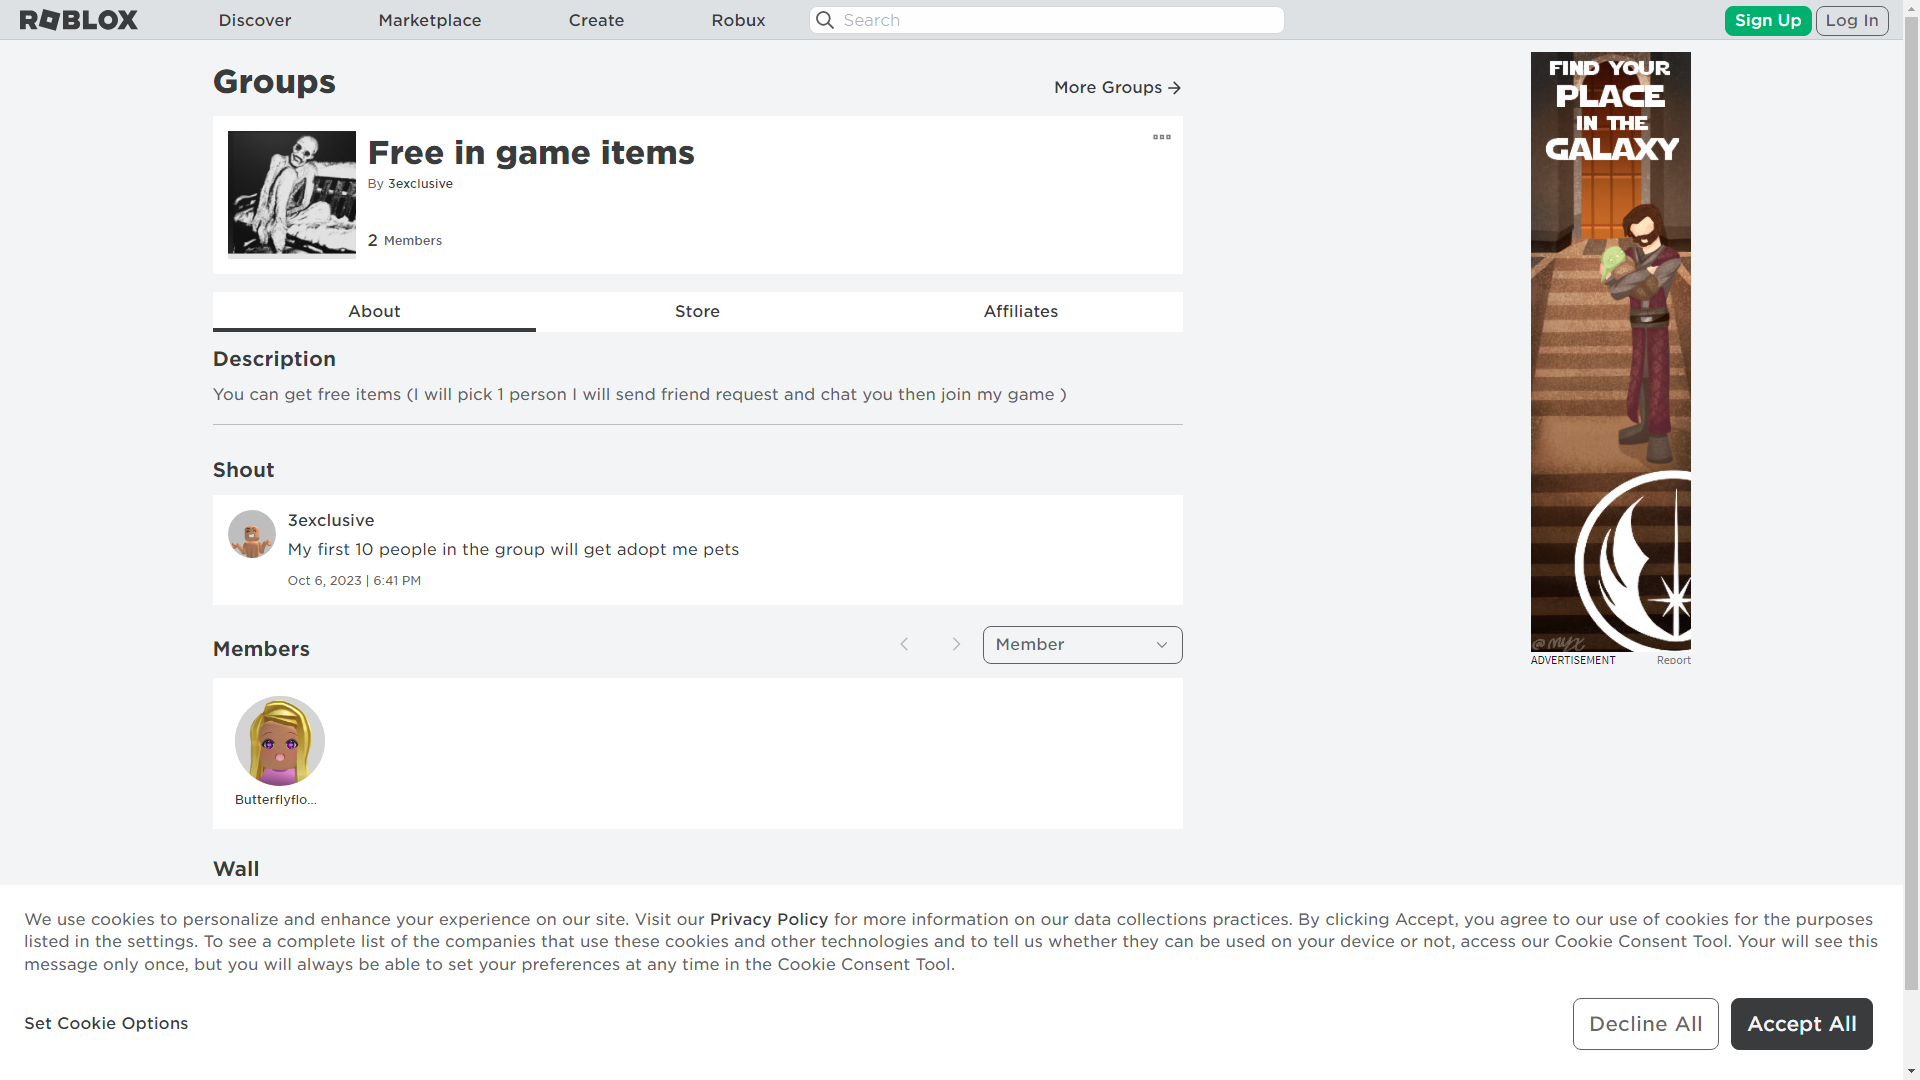 ROBLOX
Discover
Marketplace
Create
Robux
Search
Sign Up
Log In
Groups
More Groups
Free in game items
By 3exclusive
2 Members
About
Store
Affiliates
Description
You can get free items (I will pick 1 person I will send friend request and chat you then join my game )
Shout
3exclusive
My first 10 people in the group will get adopt me pets
Oct 6, 2023 | 6:41 PM
Members
Member
Butterflyflo...
Wall
FIND YOUR
PLACE
IN THE
GALAXY
@myx
ADVERTISEMENT
Report
We use cookies to personalize and enhance your experience on our site. Visit our Privacy Policy for more information on our data collections practices. By clicking Accept, you agree to our use of cookies for the purposes
listed in the settings. To see a complete list of the companies that use these cookies and other technologies and to tell us whether they can be used on your device or not, access our Cookie Consent Tool. Your will see this
message only once, but you will always be able to set your preferences at any time in the Cookie Consent Tool.
Set Cookie Options
Decline All
Accept All